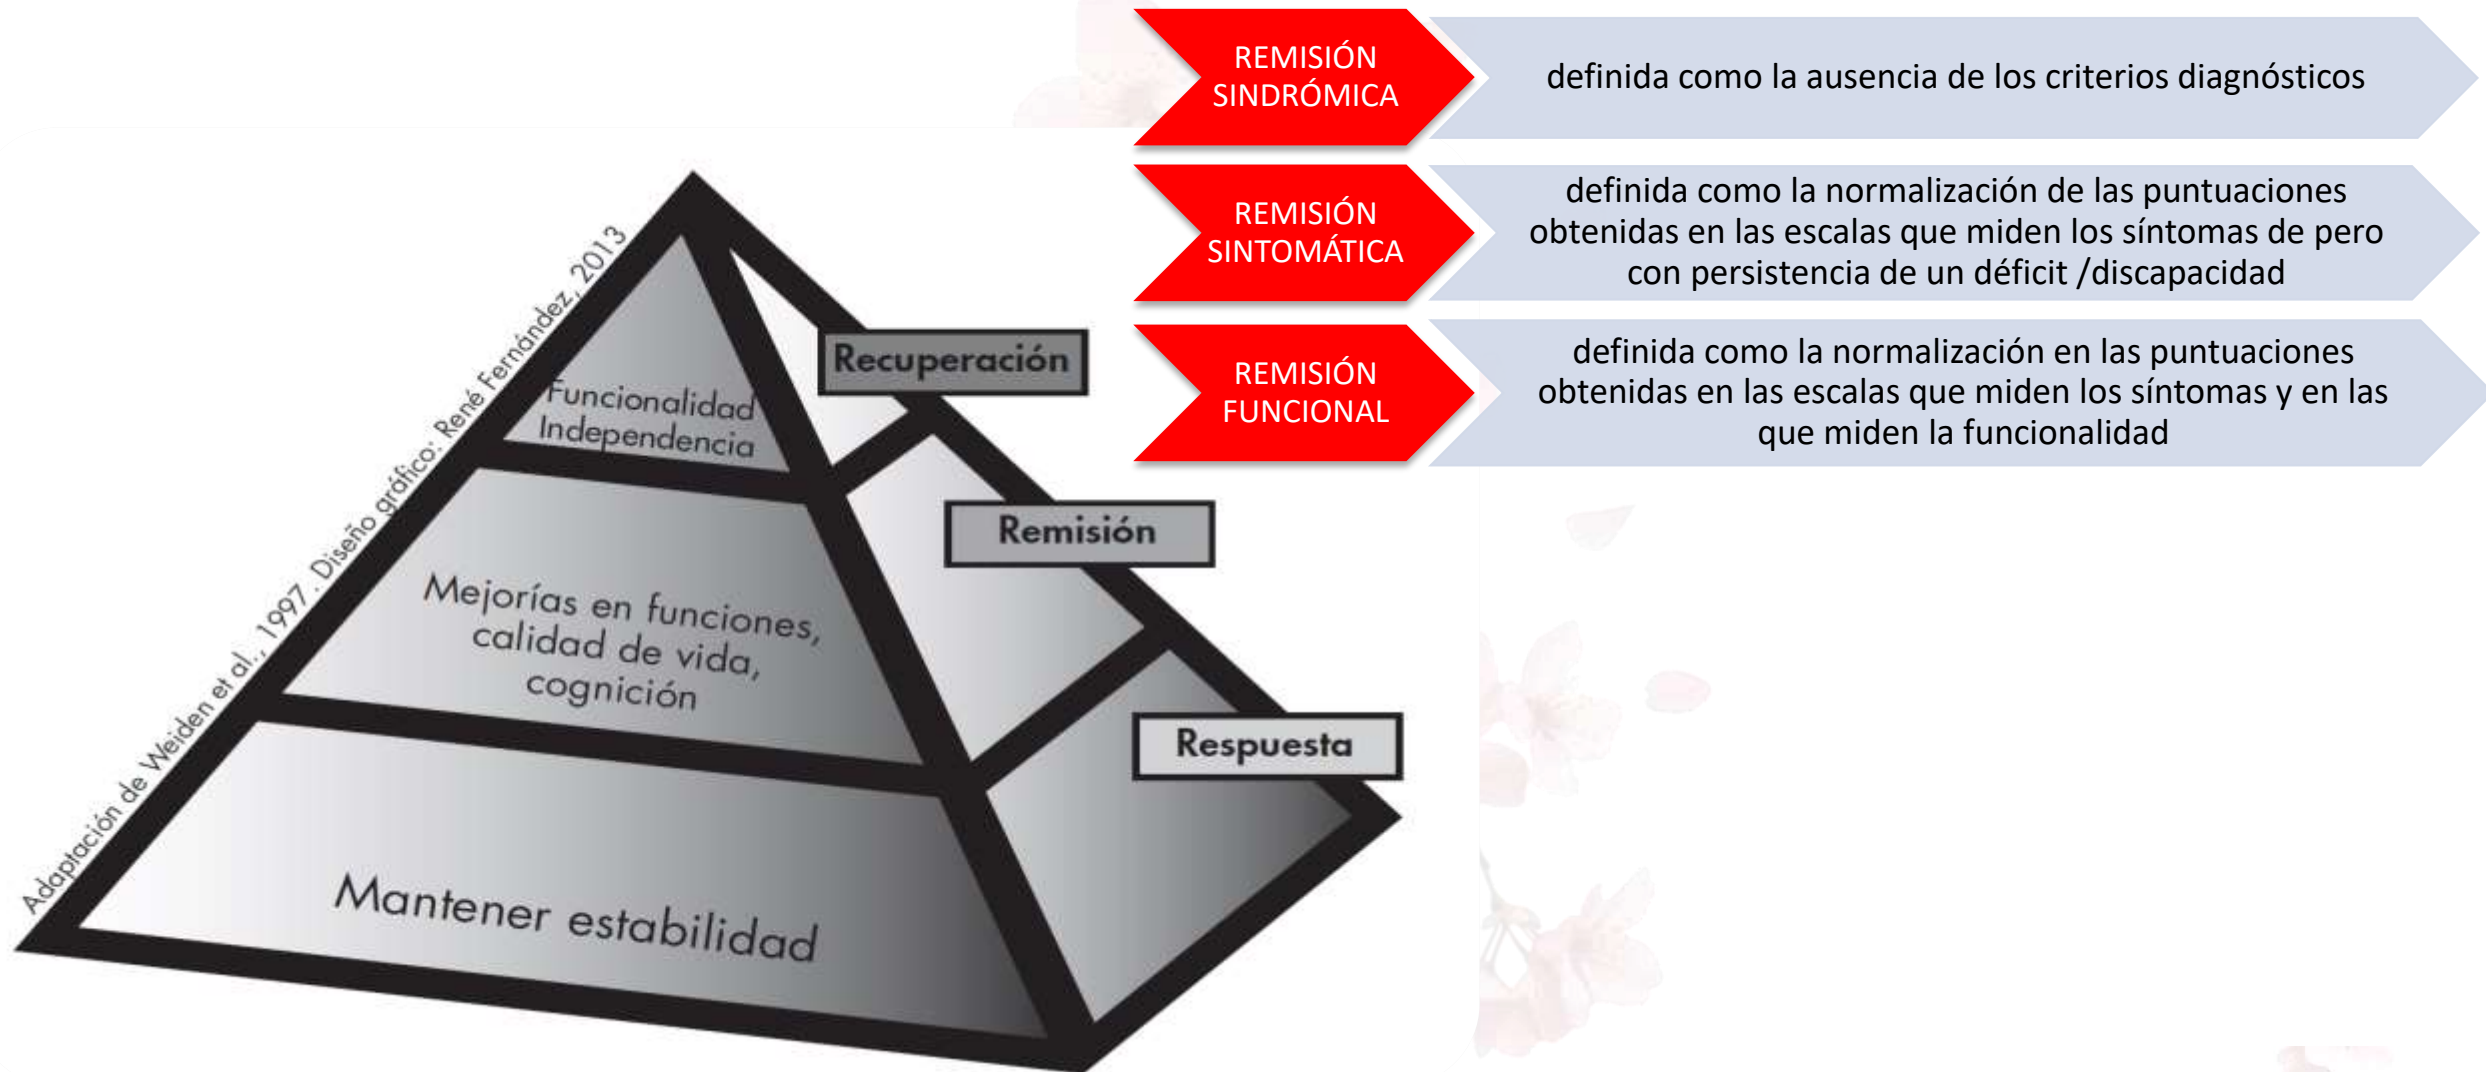 REMISIÓN
SINDRÓMICA
definida como la ausencia de los criterios diagnósticos
REMISIÓN
SINTOMÁTICA
definida como la normalización de las puntuaciones
obtenidas en las escalas que miden los síntomas de pero
con persistencia de un déficit /discapacidad
REMISIÓN
FUNCIONAL
definida como la normalización en las puntuaciones
obtenidas en las escalas que miden los síntomas y en las
que miden la funcionalidad
Adaptación de Weiden et al., 1997. Diseño gráfico: René Fernández, 2013
Recuperación
Funcionalidad
Independencia
Remisión
Mejorías en funciones,
calidad de vida,
cognición
Respuesta
Mantener estabilidad